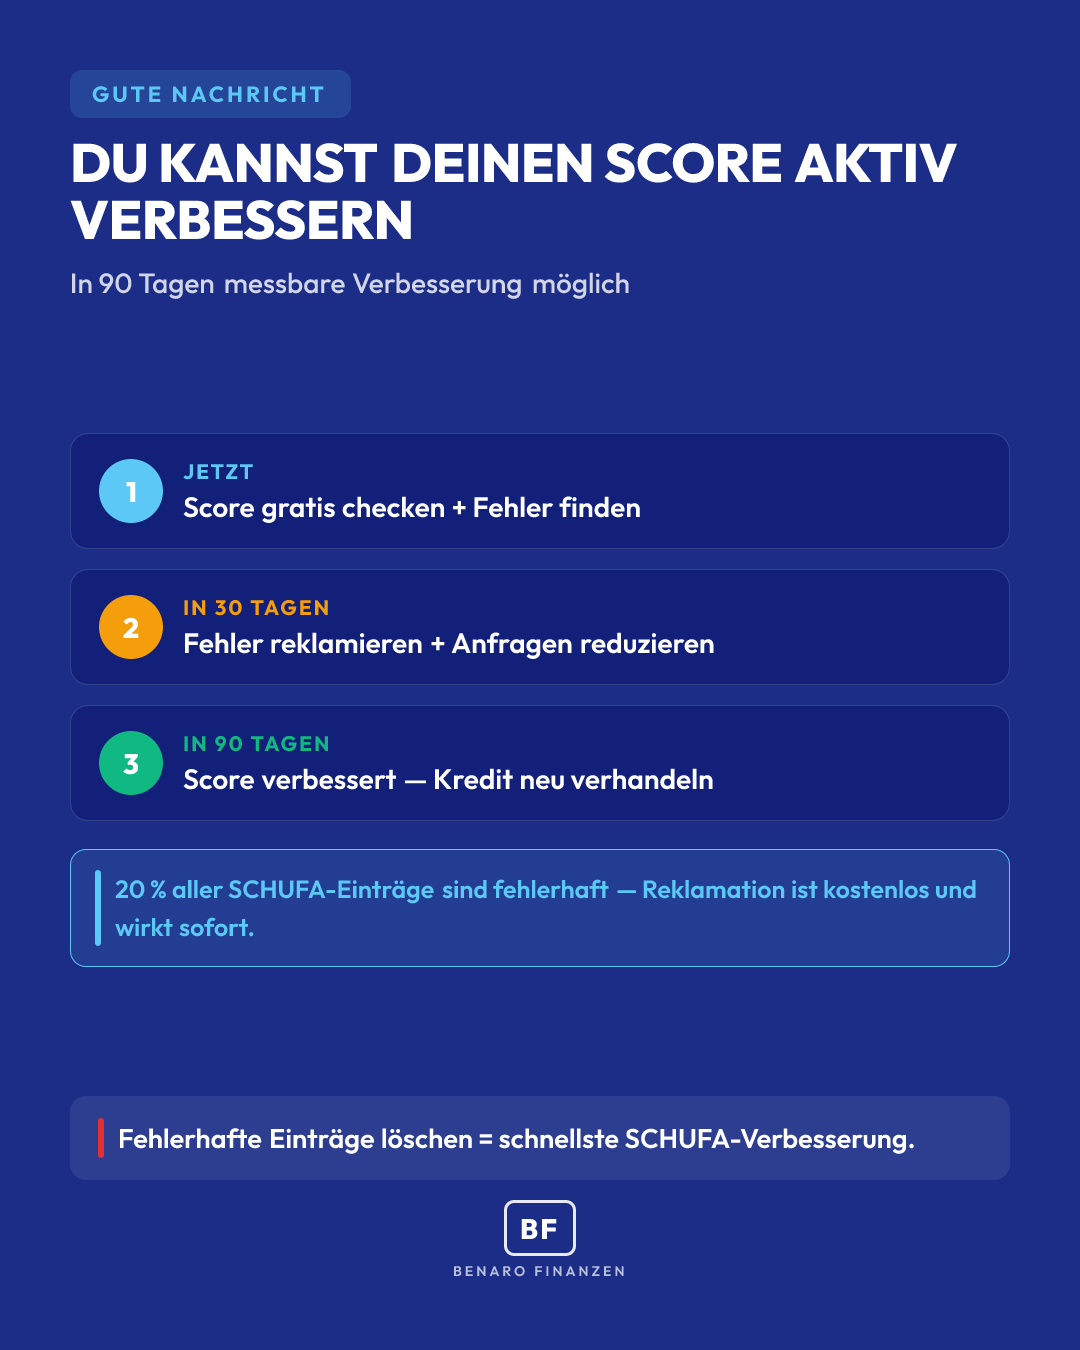 GUTE NACHRICHT
DU KANNST DEINEN SCORE AKTIV
VERBESSERN
In 90 Tagen messbare Verbesserung möglich
1
JETZT
Score gratis checken + Fehler finden
2
IN 30 TAGEN
Fehler reklamieren + Anfragen reduzieren
3
IN 90 TAGEN
Score verbessert — Kredit neu verhandeln
20 % aller SCHUFA-Einträge sind fehlerhaft — Reklamation ist kostenlos und
wirkt sofort.
Fehlerhafte Einträge löschen = schnellste SCHUFA-Verbesserung.
BF
BENARO FINANZEN